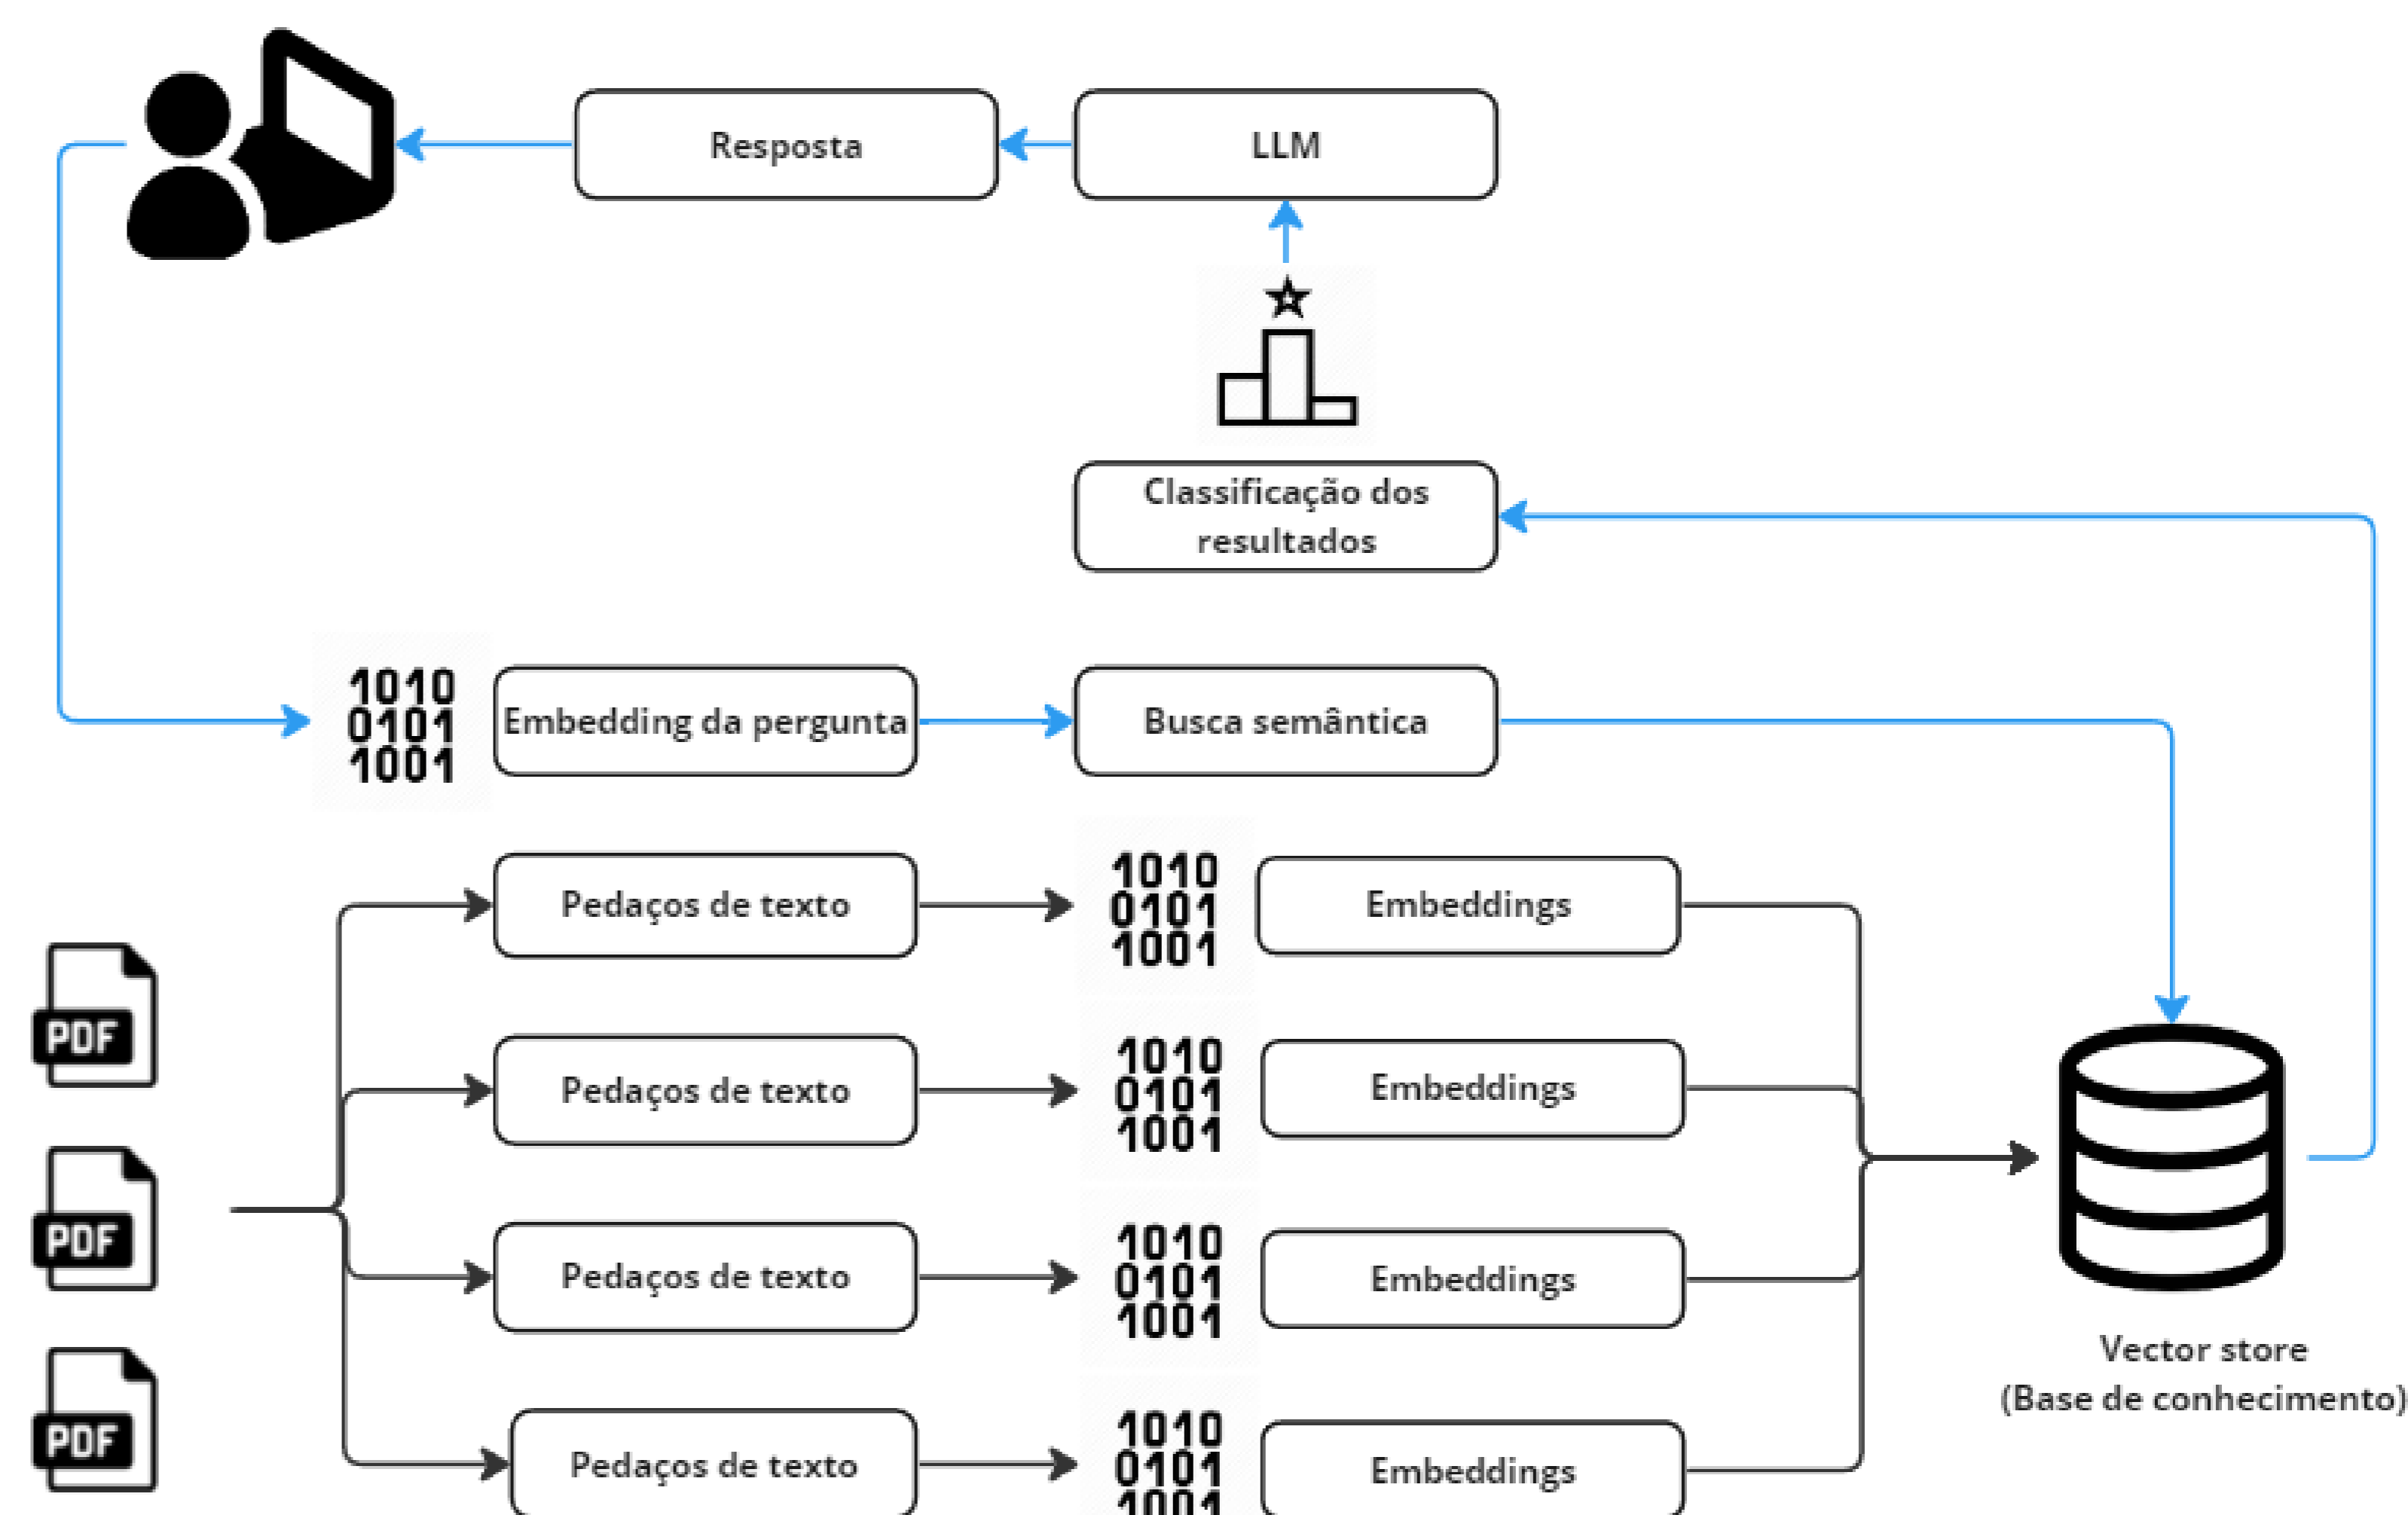 Resposta
LLM
Classificação dos
resultados
1010
0101
1001
Embedding da pergunta
Busca semântica
Pedaços de texto
1010
0101
1001
Embeddings
PDF
Pedaços de texto
1010
0101
1001
Embeddings
PDF
Pedaços de texto
1010
0101
1001
Embeddings
Vector store
(Base de conhecimento)
PDF
Pedaços de texto
1010
0101
1001
Embeddings